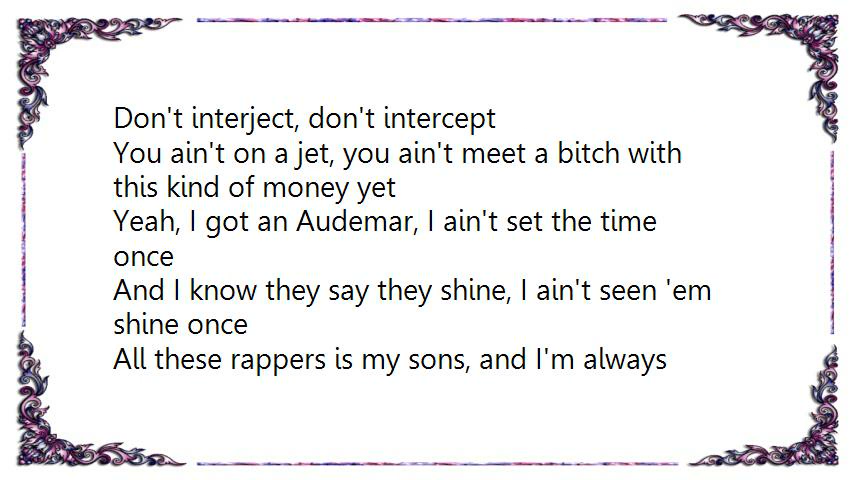 Don't interject, don't intercept
You ain't on a jet, you ain't meet a bitch with
this kind of money yet
Yeah, I got an Audemar, I ain't set the time
once
And I know they say they shine, I ain't seen 'em
shine once
All these rappers is my sons, and I'm always